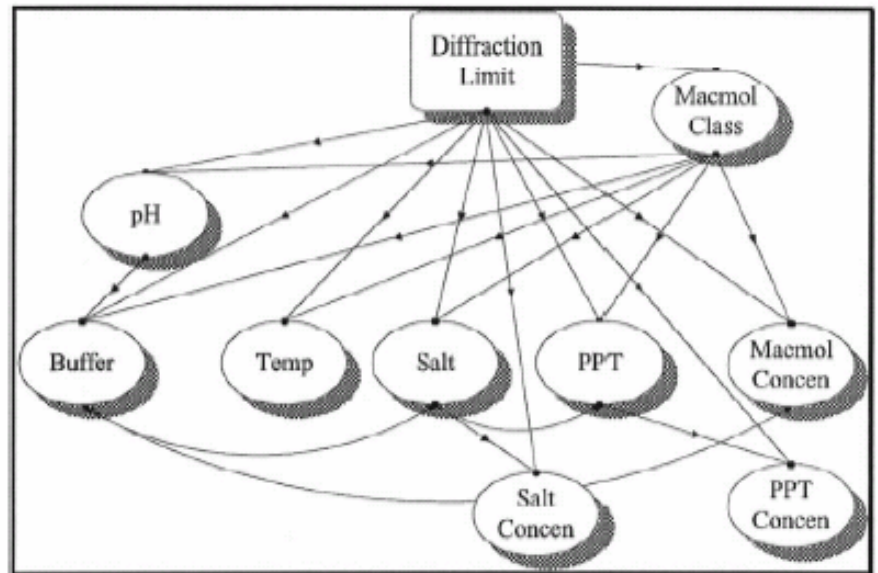 Diffraction
Limit
Macmol
Class
pH
Buffer
Temp
Salt
PPT
Macmol
Concen
Salt
Concen
PPT
Concen